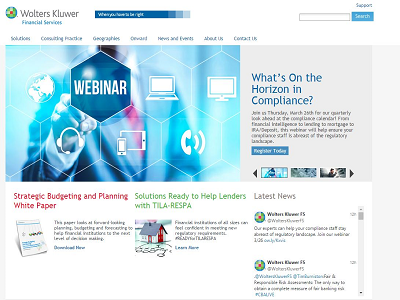 Support
Wolters Kluwer
Financial Services
When you have to be right
Search
Solutions Consulting Practice Geographies Onward News and Events About Us Contact Us
WEBINAR
What's On the
Horizon in
Compliance?
Join us Thursday, March 26th for our quarterly
look ahead at the compliance calendar! From
Financial Intelligence to lending to mortgage to
IRA/Deposit, this webinar will help ensure your
compliance staff is abreast of the regulatory
landscape.
Register Today
Strategic Budgeting and Planning
White Paper
This paper looks at forward looking
planning, budgeting and forecasting to
help financial institutions to the next
level of decision making.
Download Now
Solutions Ready to Help Lenders
with TILA-RESPA
Financial institutions of all sizes can
feel confident in meeting new
regulatory requirements.
#READYforTILARESPA
Learn More
Latest News
Wolters Kluwer FS
Our experts can help your compliance staff stay
abreast of regulatory landscape. Join our webinar
3/26
Wolters Kluwer FS
@WoltersKluwerFS Fair &
Responsible Risk Assessments: The only way to
obtain a complete measure of fair banking risk
#CBALIVE